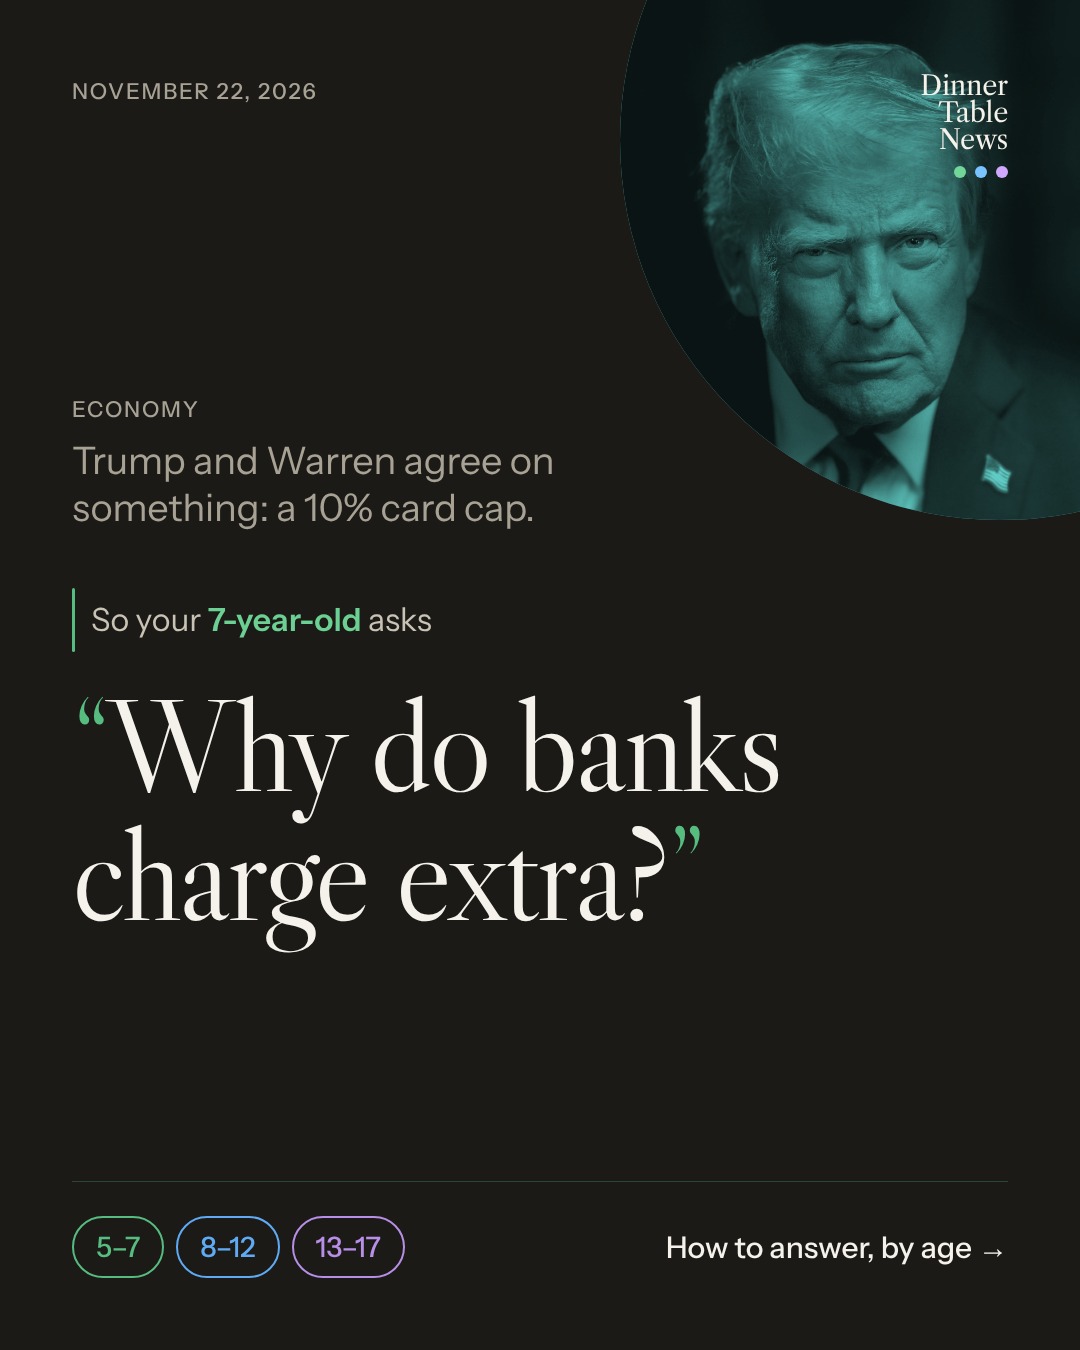 NOVEMBER 22, 2026
Dinner
Table
News
ECONOMY
Trump and Warren agree on
something: a 10% card cap.
So your 7-year-old asks
“Why do banks
charge extra?”
5–7
8–12
13–17
How to answer, by age →